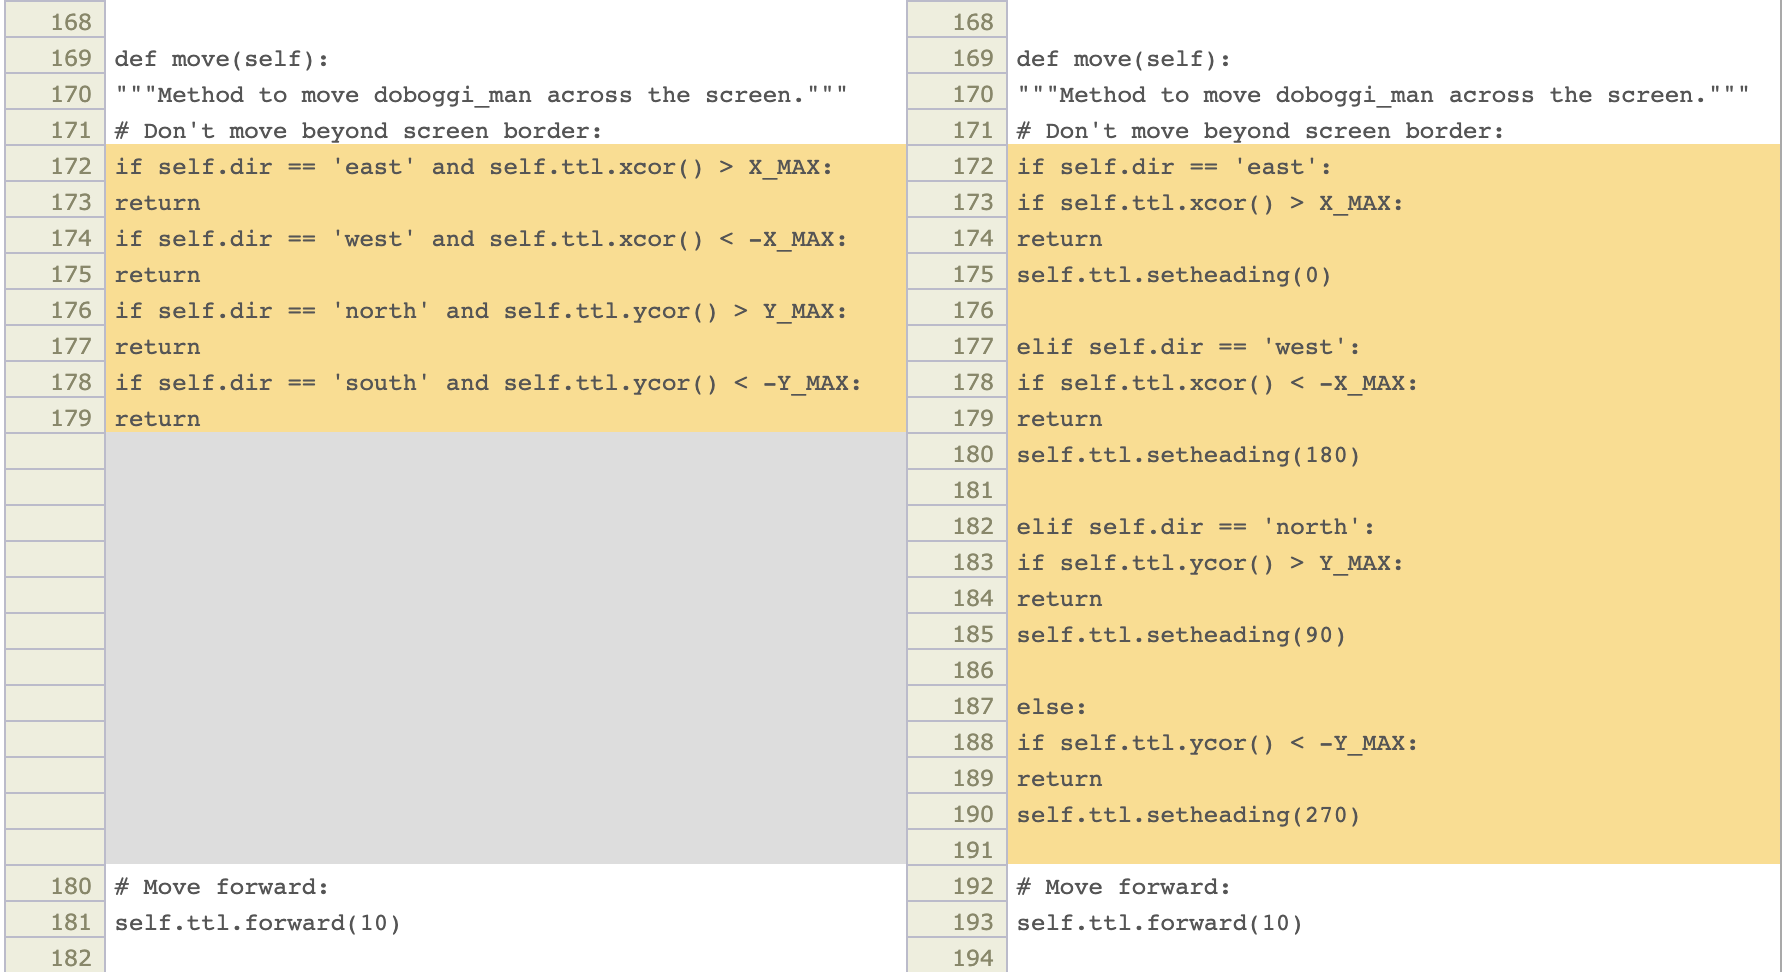 168
169 def move(self):
170 """Method to move doboggi_man across the screen."""
171 # Don't move beyond screen border:
172 if self.dir == 'east' and self.ttl.xcor() > X_MAX:
173 return
174 if self.dir == 'west' and self.ttl.xcor() < -X_MAX:
175 return
176 if self.dir == 'north' and self.ttl.ycor() > Y_MAX:
177 return
178 if self.dir == 'south' and self.ttl.ycor() < -Y_MAX:
179 return
180 # Move forward:
181 self.ttl.forward(10)
182
168
169 def move(self):
170 """Method to move doboggi_man across the screen."""
171 # Don't move beyond screen border:
172 if self.dir == 'east':
173 if self.ttl.xcor() > X_MAX:
174 return
175 self.ttl.setheading(0)
176
177 elif self.dir == 'west':
178 if self.ttl.xcor() < -X_MAX:
179 return
180 self.ttl.setheading(180)
181
182 elif self.dir == 'north':
183 if self.ttl.ycor() > Y_MAX:
184 return
185 self.ttl.setheading(90)
186
187 else:
188 if self.ttl.ycor() < -Y_MAX:
189 return
190 self.ttl.setheading(270)
191
192 # Move forward:
193 self.ttl.forward(10)
194